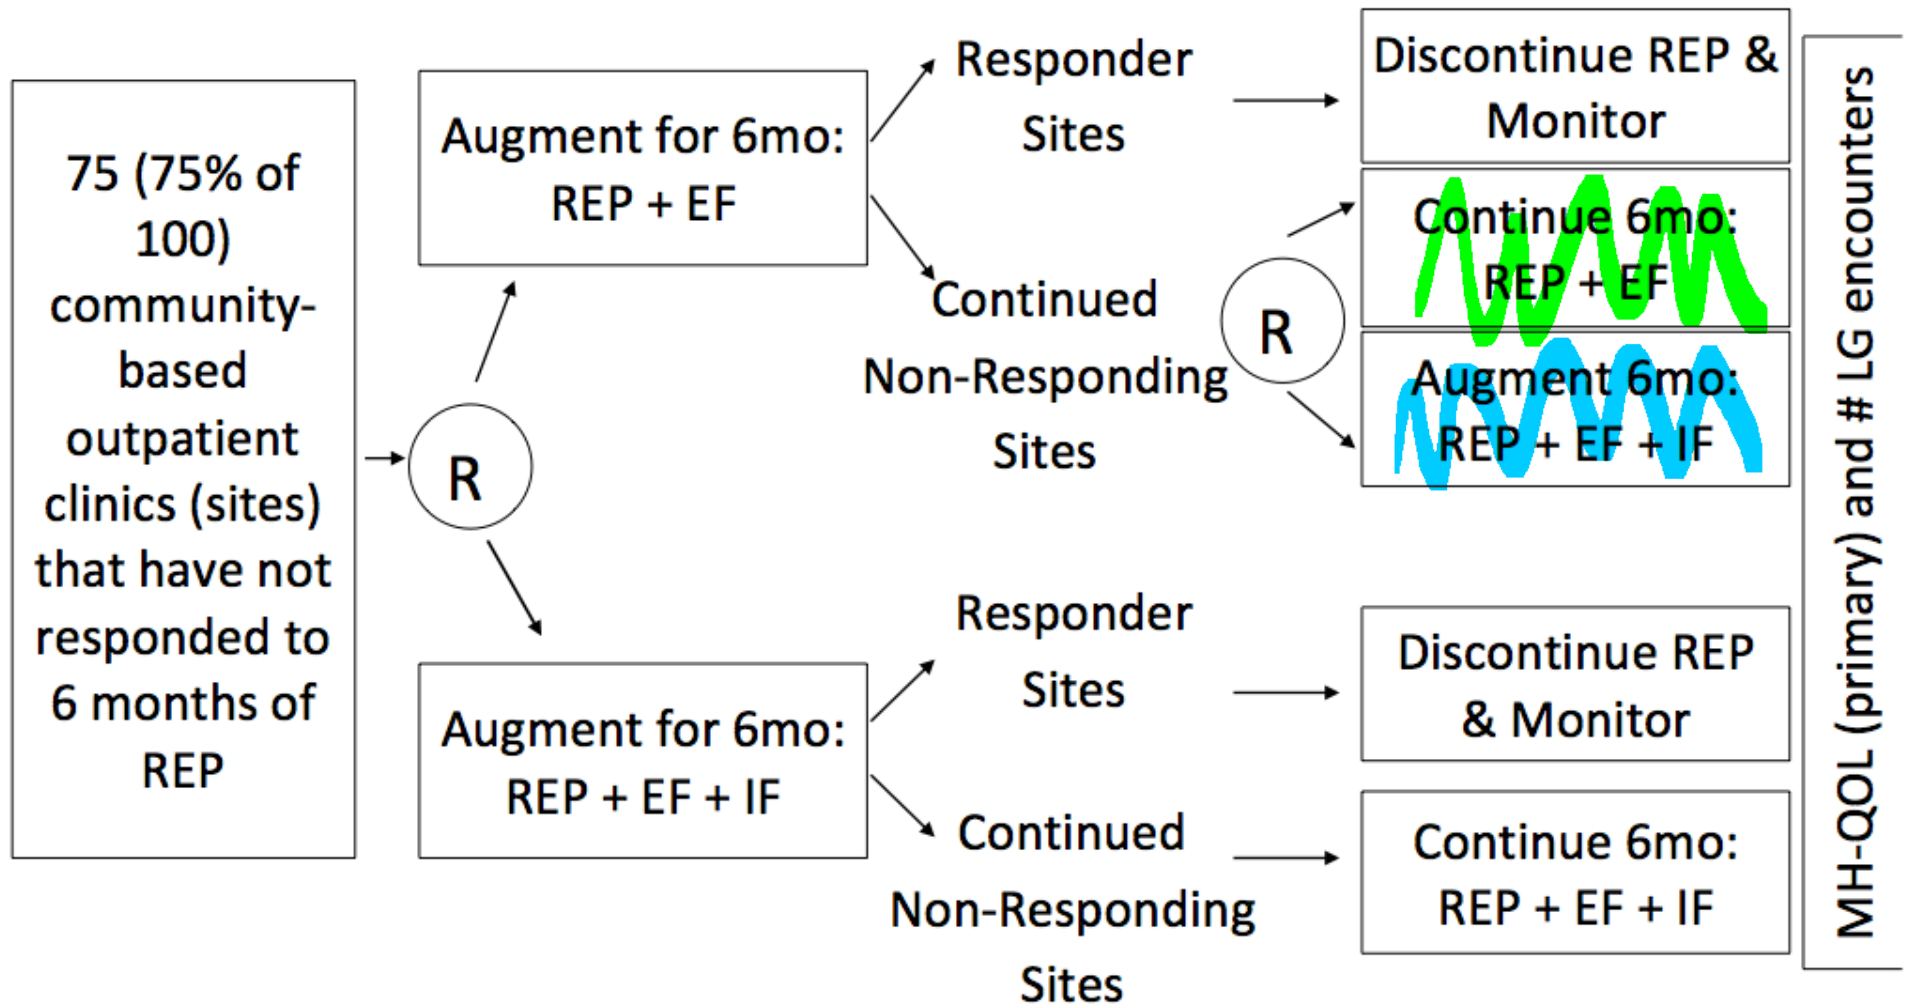 75 (75% of
100)
community-
based
outpatient
clinics (sites)
that have not
responded to
6 months of
REP
R
Augment for 6mo:
REP + EF
Responder
Sites
Discontinue REP &
Monitor
Continued
Non-Responding
Sites
R
Continue 6mo:
REP + EF
Augment 6mo:
REP + EF + IF
Augment for 6mo:
REP + EF + IF
Responder
Sites
Discontinue REP
& Monitor
Continued
Non-Responding
Sites
Continue 6mo:
REP + EF + IF
MH-QOL (primary) and # LG encounters